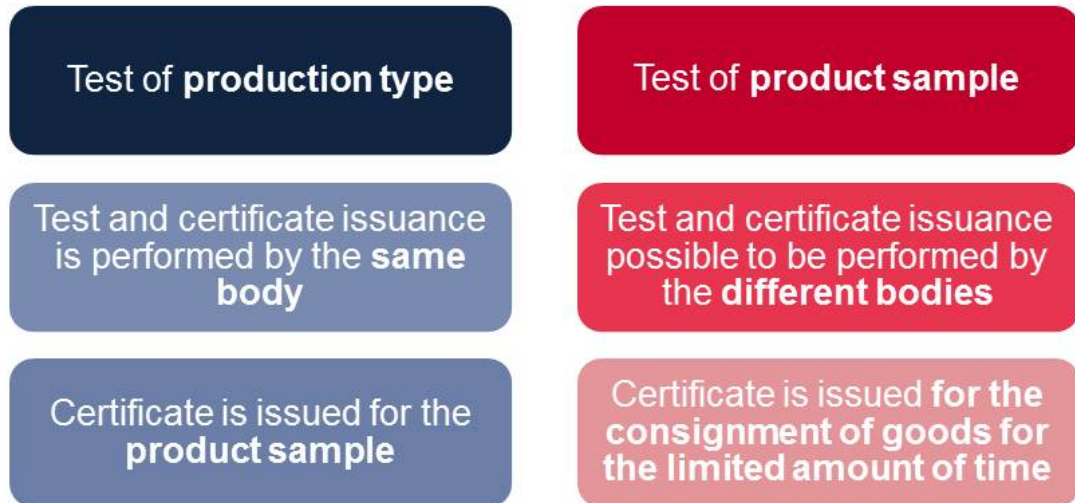 Test of production type
Test and certificate issuance
is performed by the same
body
Certificate is issued for the
product sample
Test of product sample
Test and certificate issuance
possible to be performed by
the different bodies
Certificate is issued for the
consignment of goods for
the limited amount of time